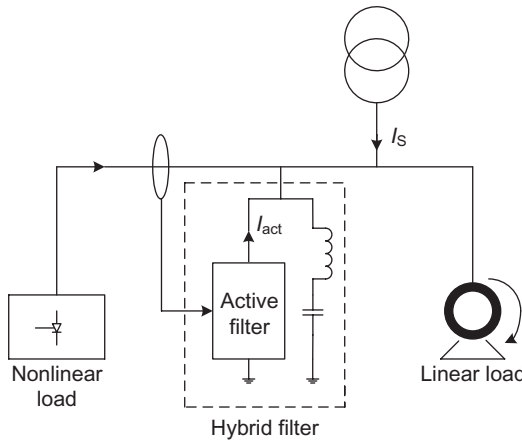 I_S
I_act
Active
filter
Nonlinear
load
Linear load
Hybrid filter